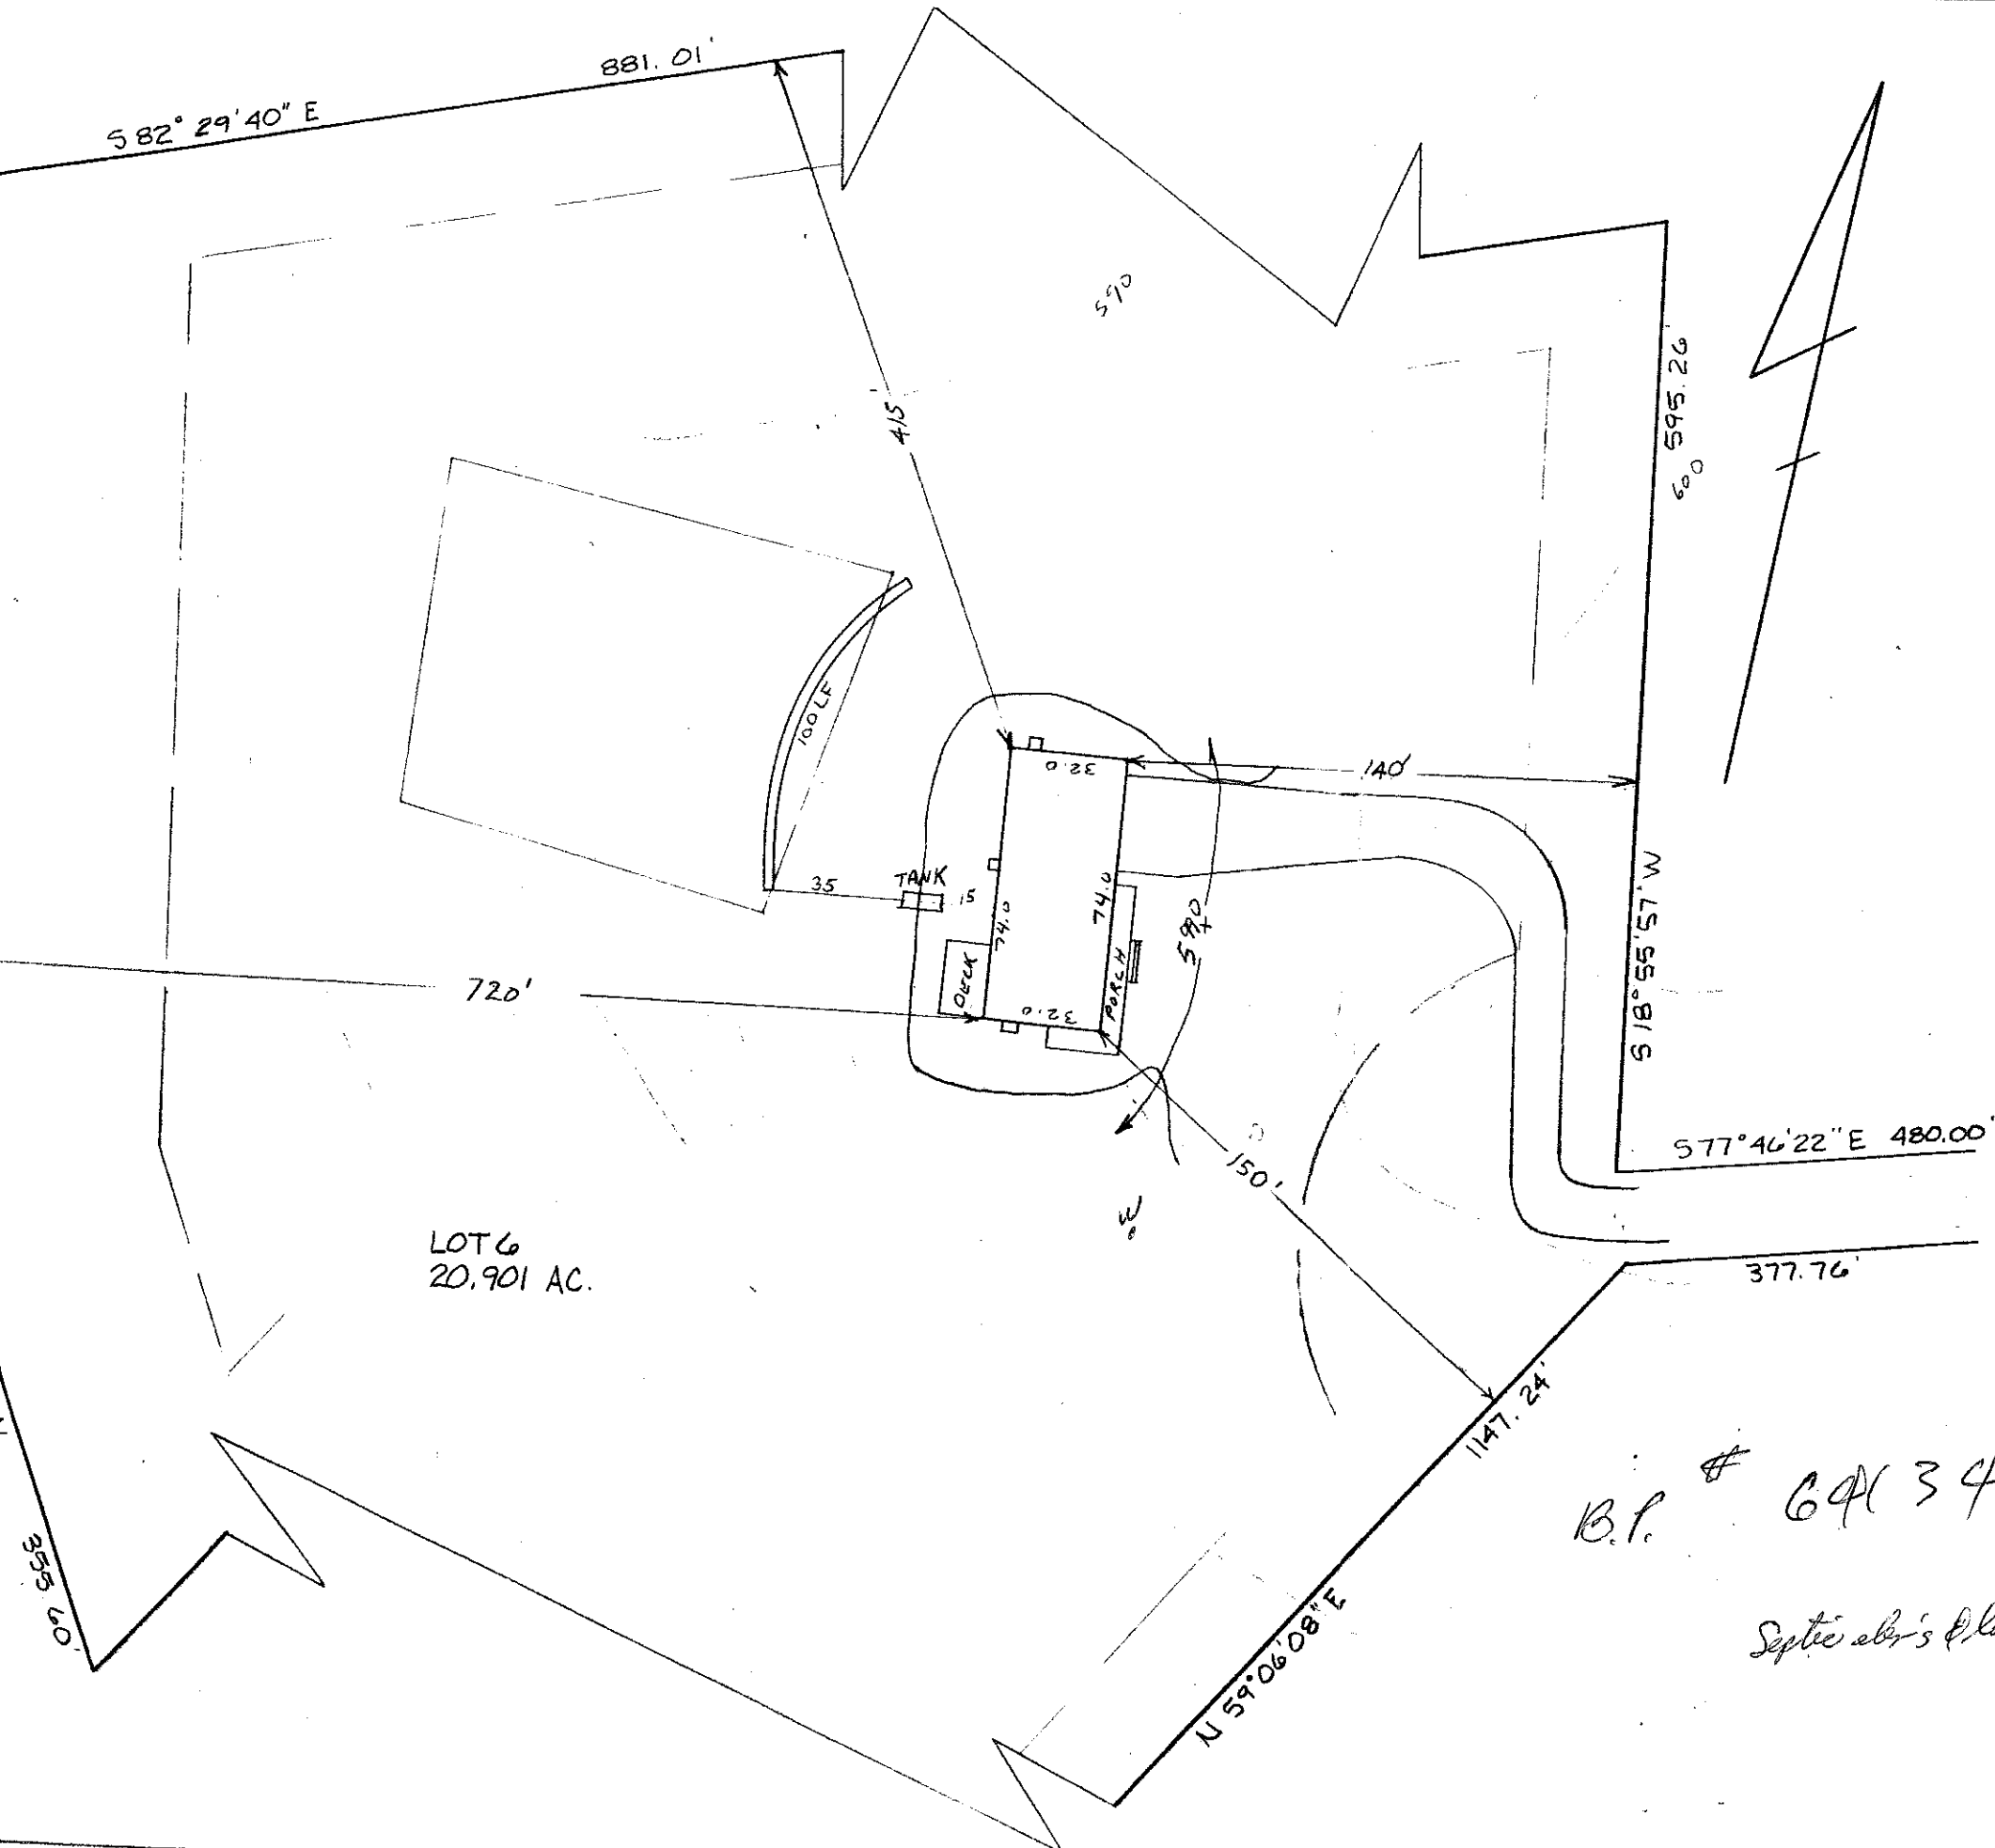 881.01'
S 82° 29' 40" E
590
415'
595.26'
600
100 LF
32.0
140'
TANK
35
15
74.0
74.0
599.0
DECK
PORCH
720'
32.0
S 18° 55' 57" W
S 77° 46' 22" E 480.00'
150'
W
LOT 6
20.901 AC.
377.76'
1147.24'
B.P. #
355.60'
N 59° 06' 08" E
Septic